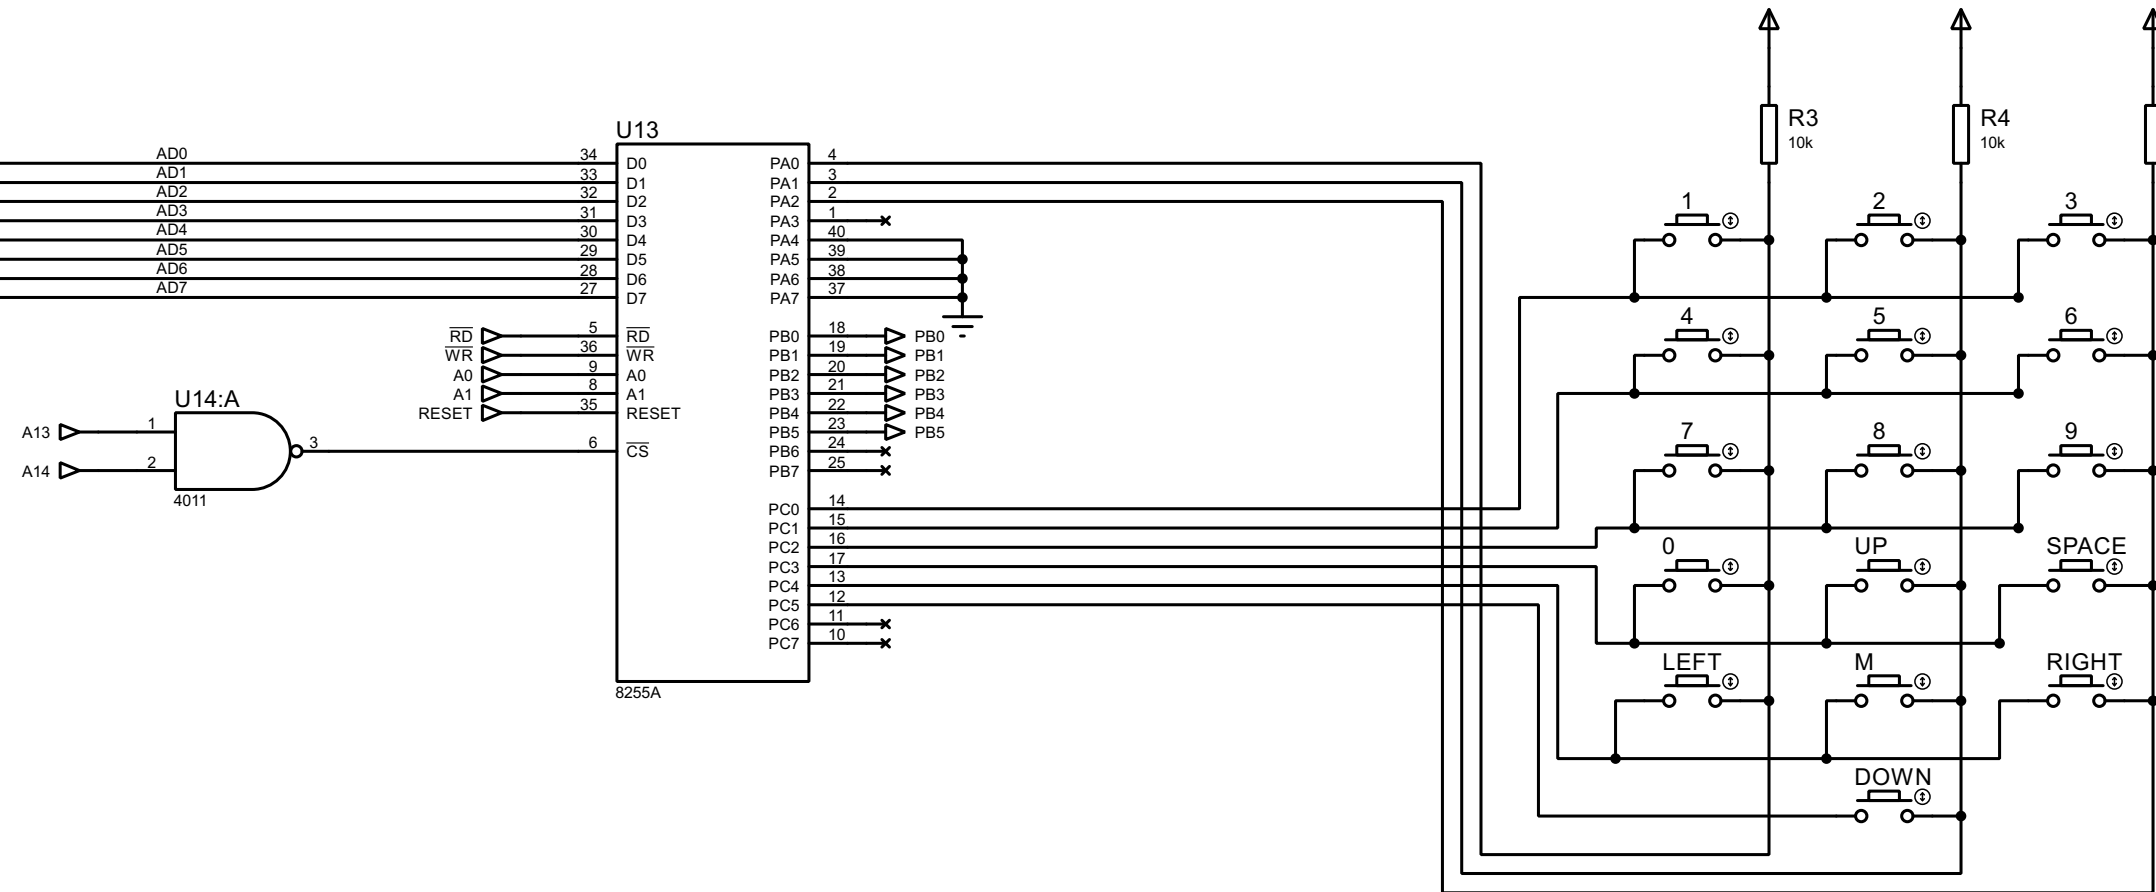 U13
AD0 34 D0 PA0 4
AD1 33 D1 PA1 3
AD2 32 D2 PA2 2
AD3 31 D3 PA3 1
AD4 30 D4 PA4 40
AD5 29 D5 PA5 39
AD6 28 D6 PA6 38
AD7 27 D7 PA7 37
RD 5 RD PB0 18 PB0
WR 36 WR PB1 19 PB1
A0 9 A0 PB2 20 PB2
A1 8 A1 PB3 21 PB3
RESET 35 RESET PB4 22 PB4
PB5 23 PB5
6 CS PB6 24
PB7 25
PC0 14
PC1 15
PC2 16
PC3 17
PC4 13
PC5 12
PC6 11
PC7 10
8255A
U14:A
A13 1
3
A14 2
4011
R3
10k
R4
10k
1 2 3
4 5 6
7 8 9
0 UP SPACE
LEFT M RIGHT
DOWN